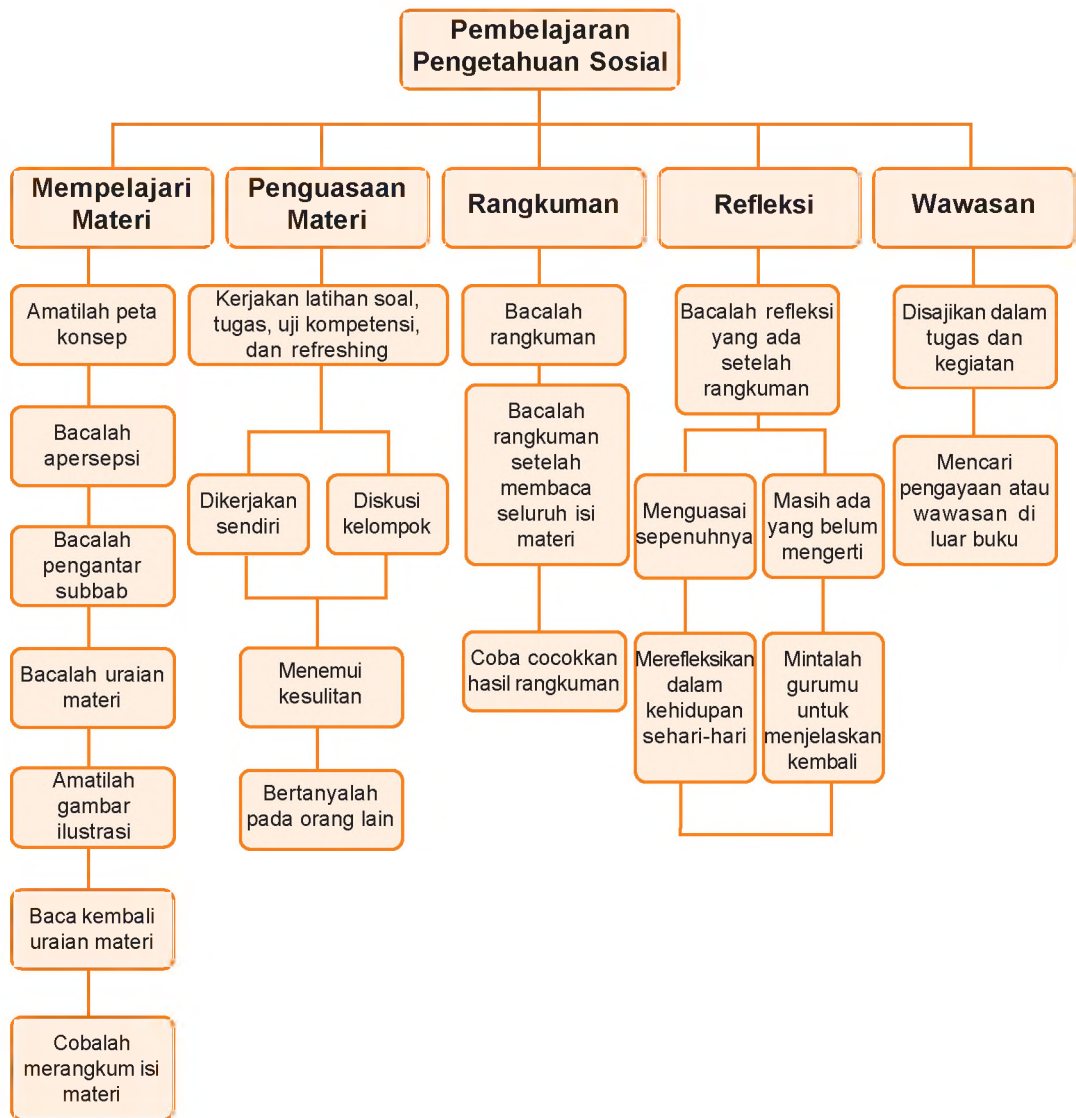 Pembelajaran
Pengetahuan Sosial
Mempelajari
Materi
Amatilah peta
konsep
Bacalah
apersepsi
Bacalah
pengantar
subbab
Bacalah uraian
materi
Amatilah
gambar
ilustrasi
Baca kembali
uraian materi
Cobalah
merangkum isi
materi
Penguasaan
Materi
Kerjakan latihan soal,
tugas, uji kompetensi,
dan refreshing
Dikerjakan
sendiri
Diskusi
kelompok
Menemui
kesulitan
Bertanyalah
pada orang lain
Rangkuman
Bacalah
rangkuman
Bacalah
rangkuman
setelah
membaca
seluruh isi
materi
Coba cocokkan
hasil rangkuman
Refleksi
Bacalah refleksi
yang ada
setelah
rangkuman
Menguasai
sepenuhnya
Merefleksikan
dalam
kehidupan
sehari-hari
Masih ada
yang belum
mengerti
Mintalah
gurumu
untuk
menjelaskan
kembali
Wawasan
Disajikan dalam
tugas dan
kegiatan
Mencari
pengayaan atau
wawasan di
luar buku